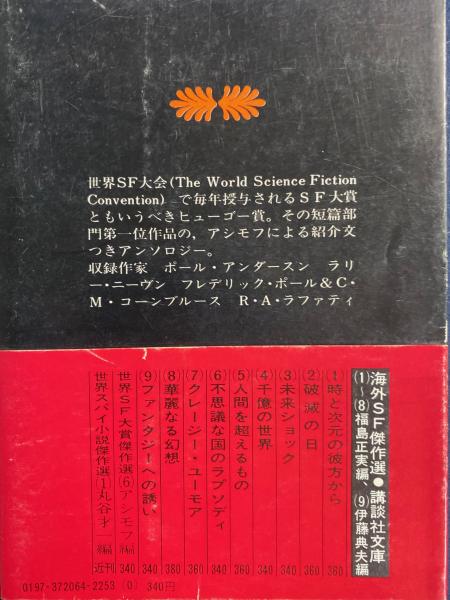 世界SF大会(The World Science Fiction
Convention) で毎年授与されるSF大賞
ともいうべきヒューゴー賞。その短篇部
門第一位作品の，アシモフによる紹介文
つきアンソロジー。
収録作家　ポール・アンダースン　ラリ
ー・ニーヴン　フレデリック・ポール＆C・
M・コーンブルース　R・A・ラファティ
海外SF傑作選●講談社文庫
(1)〜(8)福島正実編、(9)伊藤典夫編
(1)時と次元の彼方から 360
(2)破滅の日 380
(3)未来ショック 360
(4)千億の世界 340
(5)人間を超えるもの 340
(6)不思議な国のラプソディ 340
(7)クレージー・ユーモア 360
(8)華麗なる幻想 380
(9)ファンタジーへの誘い 340
世界SF大賞傑作選(6)アシモフ編 340
世界スパイ小説傑作選(1)丸谷才一編 近刊
0197-372064-2253 (0) 340円